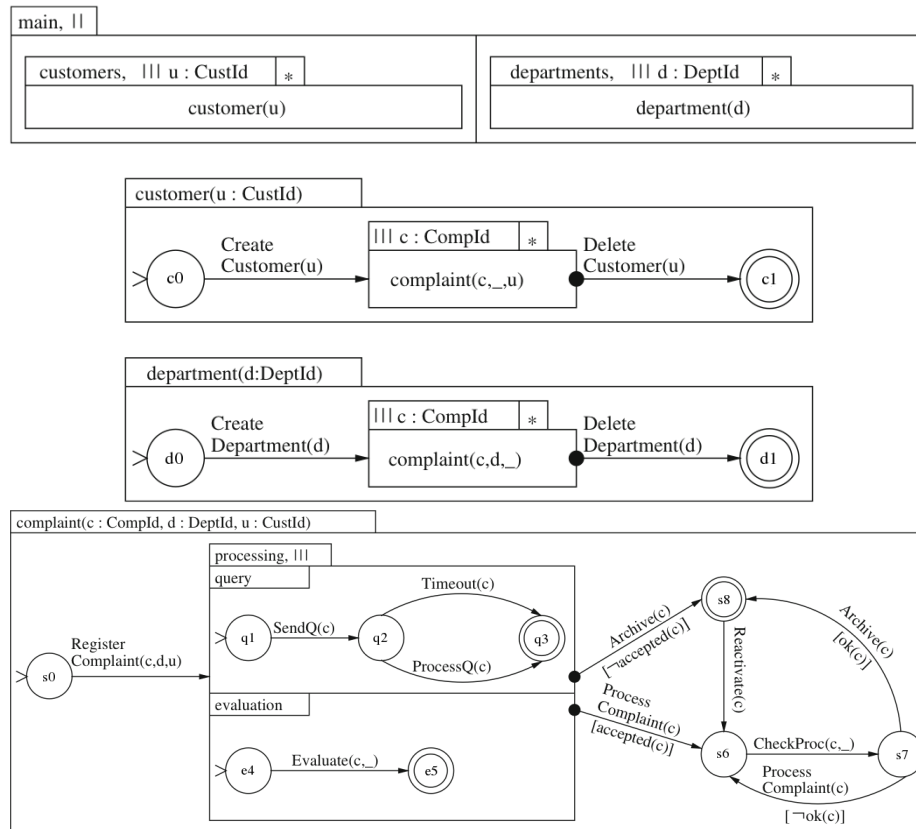 main, ||
customers, ||| u : CustId *
customer(u)
departments, ||| d : DeptId *
department(d)
customer(u : CustId)
c0
Create
Customer(u)
||| c : CompId *
complaint(c,_,u)
Delete
Customer(u)
c1
department(d:DeptId)
d0
Create
Department(d)
||| c : CompId *
complaint(c,d,_)
Delete
Department(d)
d1
complaint(c : CompId, d : DeptId, u : CustId)
s0
Register
Complaint(c,d,u)
processing, |||
query
q1
SendQ(c)
q2
Timeout(c)
ProcessQ(c)
q3
evaluation
e4
Evaluate(c,_)
e5
Archive(c)
[¬accepted(c)]
Process
Complaint(c)
[accepted(c)]
s8
Reactivate(c)
Archive(c)
[ok(c)]
s6
CheckProc(c,_)
s7
Process
Complaint(c)
[¬ok(c)]